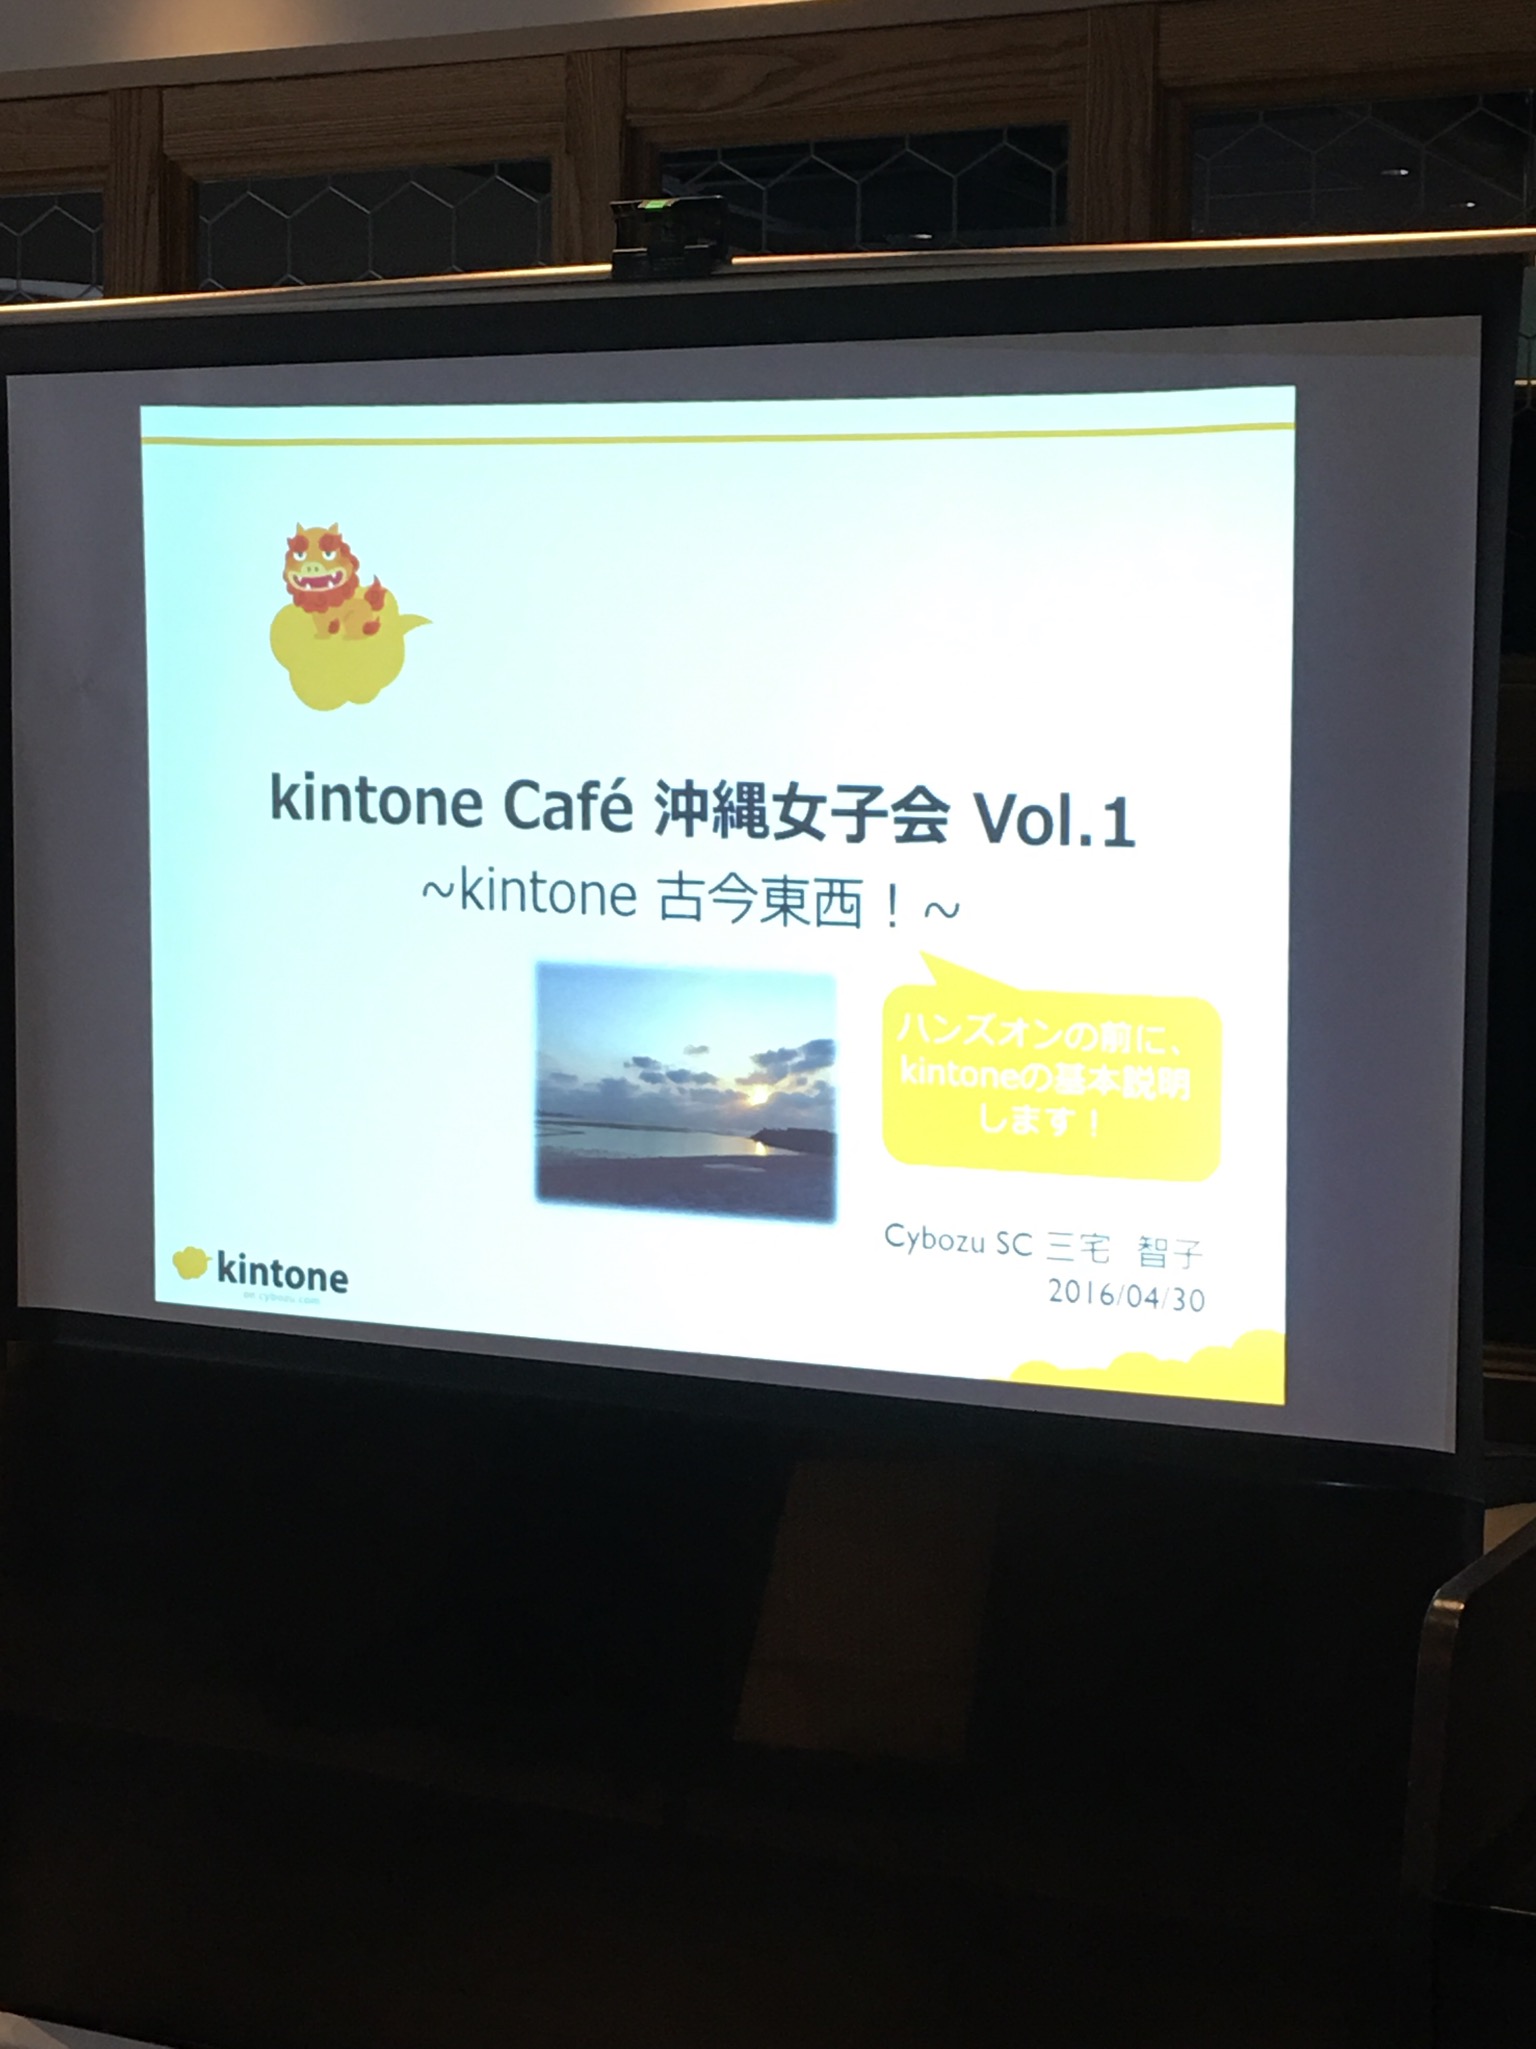 kintone Café 沖縄女子会 Vol.1
~kintone 古今東西！~
ハンズオンの前に、
kintoneの基本説明
します！
Cybozu SC 三宅 智子
2016/04/30
kintone
on cybozu.com